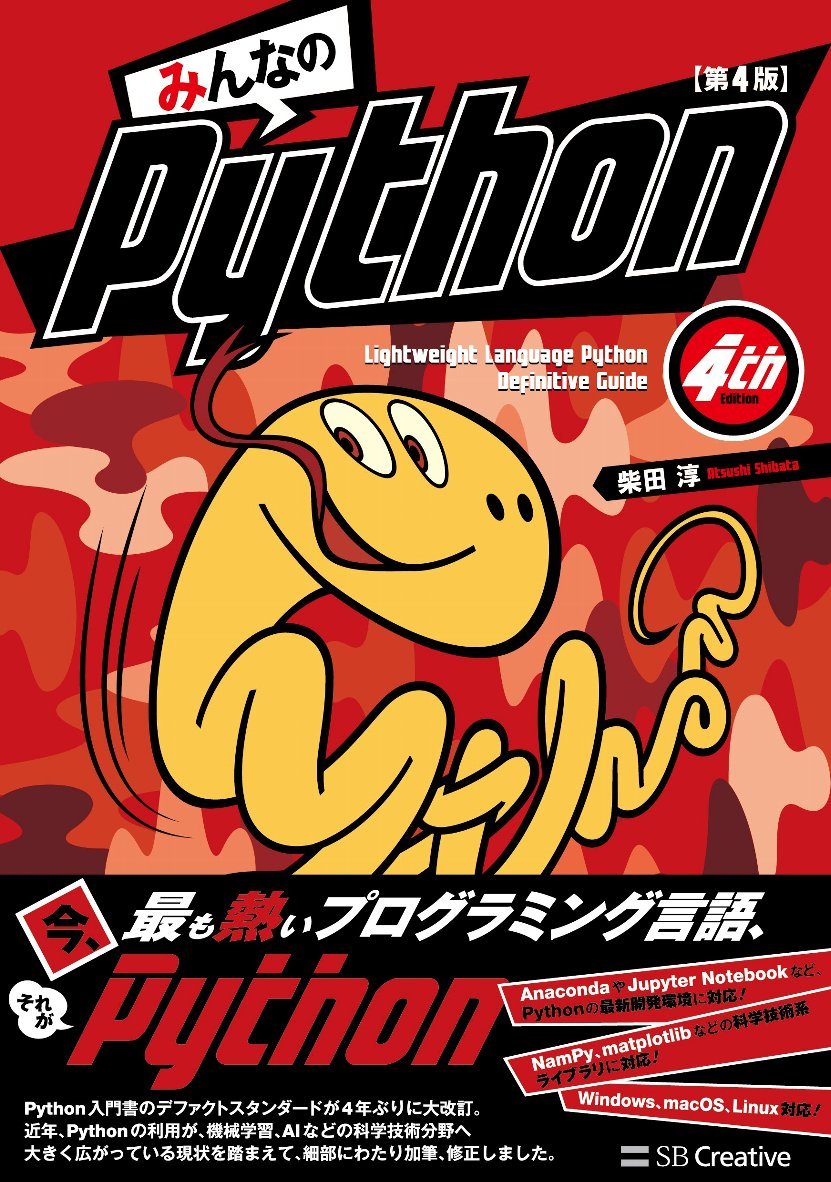 みんなの
【第4版】
Python
Lightweight Language Python
Definitive Guide
4th
Edition
柴田 淳 Atsushi Shibata
今、最も熱いプログラミング言語、
それが
Python
AnacondaやJupyter Notebookなど、
Pythonの最新開発環境に対応!
NamPy、matplotlibなどの科学技術系
ライブラリに対応!
Windows、macOS、Linux対応!
Python入門書のデファクトスタンダードが4年ぶりに大改訂。
近年、Pythonの利用が、機械学習、AIなどの科学技術分野へ
大きく広がっている現状を踏まえて、細部にわたり加筆、修正しました。
SB Creative